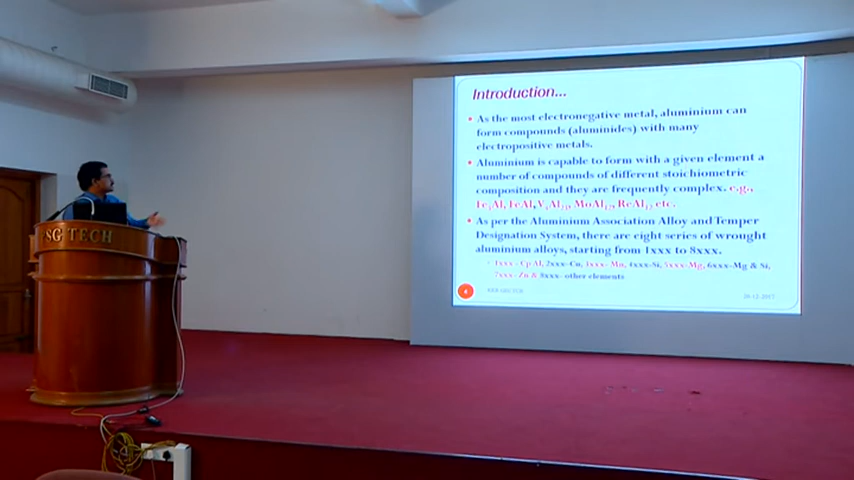 Introduction...
As the most electronegative metal, aluminium can
form compounds (aluminides) with many
electropositive metals.
Aluminium is capable to form with a given element a
number of compounds of different stoichiometric
composition and they are frequently complex. e.g.,
Fe₃Al, FeAl, MoAl₁₂, ReAl₁₂ etc.
As per the Aluminium Association Alloy and Temper
Designation System, there are eight series of wrought
aluminium alloys, starting from 1xxx to 8xxx.
1xxx- Cp Al, 2xxx-Cu, 3xxx- Mn, 4xxx-Si, 5xxx-Mg, 6xxx-Mg & Si,
7xxx- Zn & 8xxx- other elements
28-12-2017
SG TECH